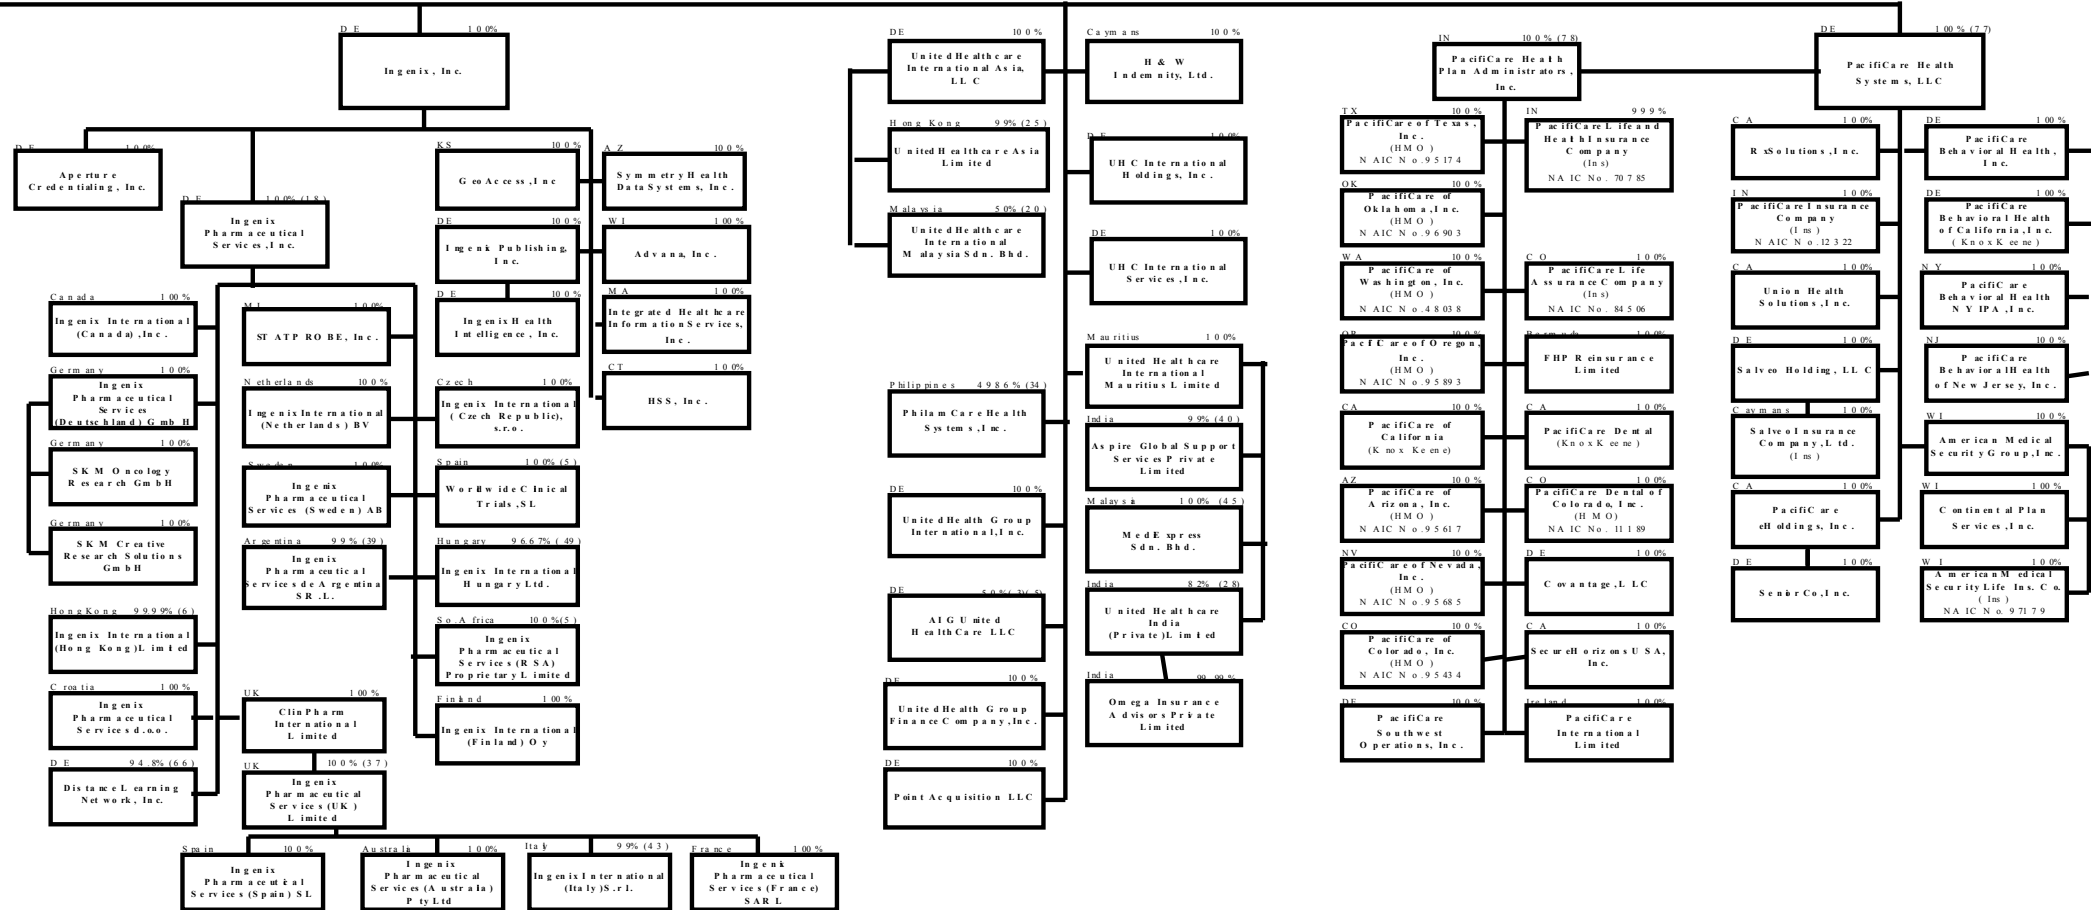 DE 100%
Ingenix, Inc.
DE 100%
Aperture
Credentialing, Inc.
DE 100% (18)
Ingenix
Pharmaceutical
Services, Inc.
KS 100%
GeoAccess, Inc
AZ 100%
Symmetry Health
Data Systems, Inc.
DE 100%
Ingenix Publishing,
Inc.
WI 100%
Advana, Inc.
DE 100%
Ingenix Health
Intelligence, Inc.
MA 100%
Integrated Healthcare
Information Services,
Inc.
CT 100%
HSS, Inc.
Canada 100%
Ingenix International
(Canada), Inc.
MI 100%
STATPROBE, Inc.
Germany 100%
Ingenix
Pharmaceutical
Services
(Deutschland) GmbH
Netherlands 100%
Ingenix International
(Netherlands) BV
Czech 100%
Ingenix International
(Czech Republic),
s.r.o.
Germany 100%
SKM Oncology
Research GmbH
Sweden 100%
Ingenix
Pharmaceutical
Services (Sweden) AB
Spain 100% (5)
Worldwide Clinical
Trials, SL
Germany 100%
SKM Creative
Research Solutions
GmbH
Argentina 99% (39)
Ingenix
Pharmaceutical
Services de Argentina
SR.L.
Hungary 96.67% (49)
Ingenix International
Hungary Ltd.
Hong Kong 99.99% (6)
Ingenix International
(Hong Kong) Limited
So. Africa 100% (5)
Ingenix
Pharmaceutical
Services (RSA)
Proprietary Limited
Croatia 100%
Ingenix
Pharmaceutical
Services d.o.o.
UK 100%
ClinPharm
International
Limited
Finland 100%
Ingenix International
(Finland) Oy
DE 94.8% (66)
Distance Learning
Network, Inc.
UK 100% (37)
Ingenix
Pharmaceutical
Services (UK)
Limited
Spain 100%
Ingenix
Pharmaceutical
Services (Spain) SL
Australia 100%
Ingenix
Pharmaceutical
Services (Australia)
Pty Ltd
Italy 99% (43)
Ingenix International
(Italy) S.r.l.
France 100%
Ingenix
Pharmaceutical
Services (France)
SARL
DE 100%
United Healthcare
International Asia,
LLC
Caymans 100%
H & W
Indemnity, Ltd.
Hong Kong 99% (25)
United Healthcare Asia
Limited
DE 100%
UHC International
Holdings, Inc.
Malaysia 50% (20)
United Healthcare
International
Malaysia Sdn. Bhd.
DE 100%
UHC International
Services, Inc.
Mauritius 100%
United Healthcare
International
Mauritius Limited
Philippines 49.86% (34)
PhilamCare Health
Systems, Inc.
India 99% (40)
Aspire Global Support
Services Private
Limited
DE 100%
UnitedHealth Group
International, Inc.
Malaysia 100% (45)
MedExpress
Sdn. Bhd.
DE
AIG United
HealthCare LLC
India 82% (28)
United Healthcare
India
(Private) Limited
DE 100%
UnitedHealth Group
Finance Company, Inc.
India 99.99%
Omega Insurance
Advisors Private
Limited
DE 100%
Point Acquisition LLC
IN 100% (78)
PacifiCare Health
Plan Administrators,
Inc.
DE 100% (77)
PacifiCare Health
Systems, LLC
TX 100%
PacifiCare of Texas,
Inc.
(HMO)
NAIC No. 95174
IN 99.9%
PacifiCare Life and
Health Insurance
Company
(Ins)
NAIC No. 70785
OK 100%
PacifiCare of
Oklahoma, Inc.
(HMO)
NAIC No. 96903
WA 100%
PacifiCare of
Washington, Inc.
(HMO)
NAIC No. 48038
CO 100%
PacifiCare Life
Assurance Company
(Ins)
NAIC No. 84506
OR 100%
PacifiCare of Oregon,
Inc.
(HMO)
NAIC No. 95893
Bermuda 100%
FHP Reinsurance
Limited
CA 100%
PacifiCare of
California
(Knox Keene)
CA 100%
PacifiCare Dental
(Knox Keene)
AZ 100%
PacifiCare of
Arizona, Inc.
(HMO)
NAIC No. 95617
CO 100%
PacifiCare Dental of
Colorado, Inc.
(HMO)
NAIC No. 11189
NV 100%
PacifiCare of Nevada,
Inc.
(HMO)
NAIC No. 95685
DE 100%
Covantage, LLC
CO 100%
PacifiCare of
Colorado, Inc.
(HMO)
NAIC No. 95434
CA 100%
SecureHorizons USA,
Inc.
DE 100%
PacifiCare
Southwest
Operations, Inc.
Ireland 100%
PacifiCare
International
Limited
CA 100%
RxSolutions, Inc.
DE 100%
PacifiCare
Behavioral Health,
Inc.
IN 100%
PacifiCare Insurance
Company
(Ins)
NAIC No. 12322
DE 100%
PacifiCare
Behavioral Health
of California, Inc.
(Knox Keene)
CA 100%
Union Health
Solutions, Inc.
NY 100%
PacifiCare
Behavioral Health
NY IPA, Inc.
DE 100%
Salveo Holding, LLC
NJ 100%
PacifiCare
Behavioral Health
of New Jersey, Inc.
Caymans 100%
Salveo Insurance
Company, Ltd.
(Ins)
WI 100%
American Medical
Security Group, Inc.
CA 100%
PacifiCare
eHoldings, Inc.
WI 100%
Continental Plan
Services, Inc.
DE 100%
SeniorCo, Inc.
WI 100%
American Medical
Security Life Ins. Co.
(Ins)
NAIC No. 97179